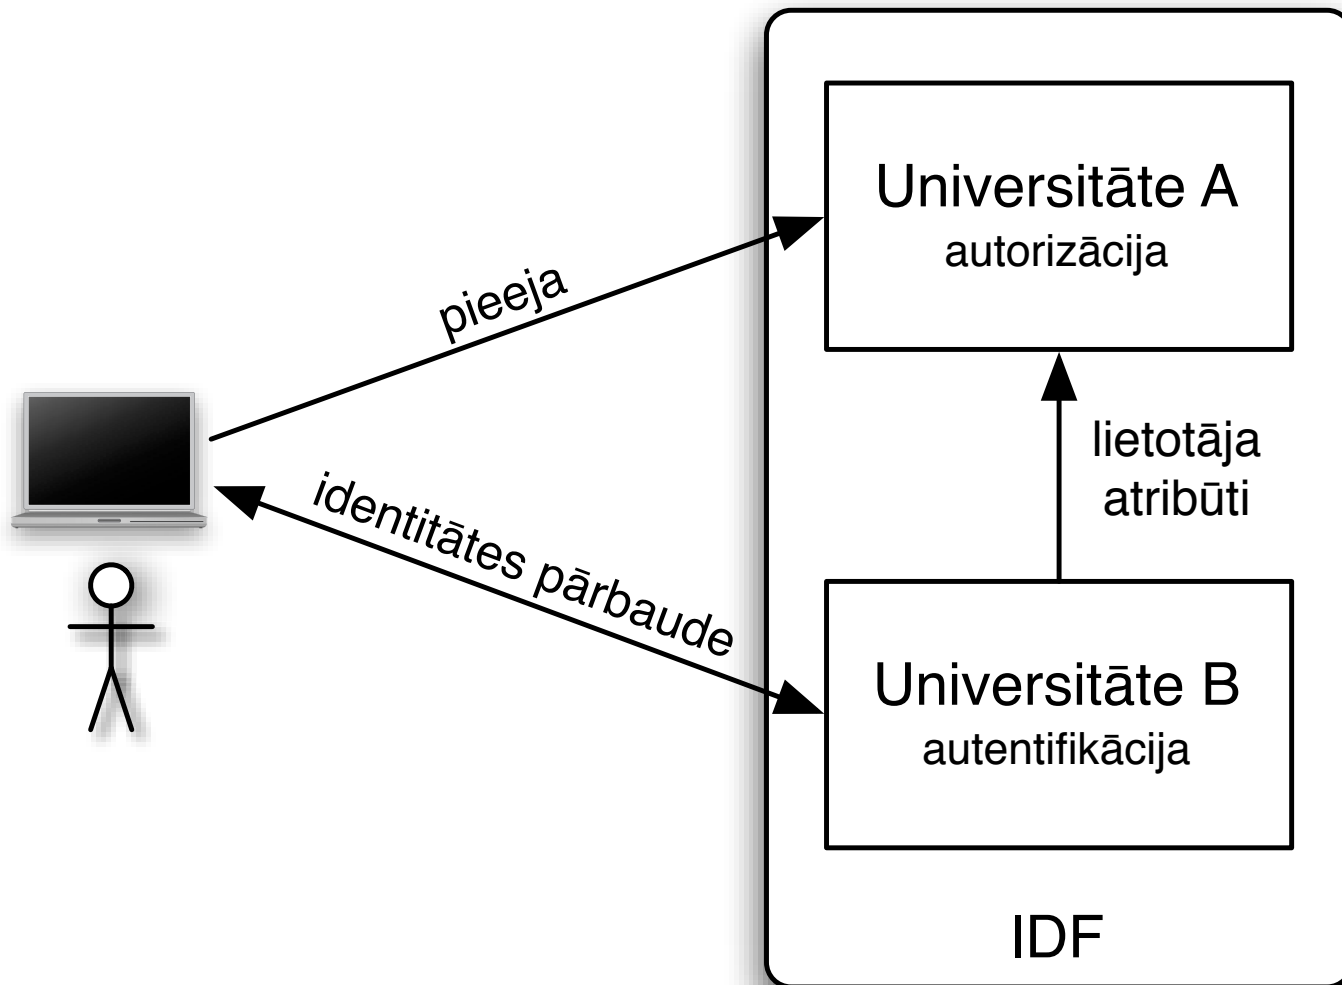 Universitāte A
autorizācija
pieeja
lietotāja
atribūti
identitātes pārbaude
Universitāte B
autentifikācija
IDF